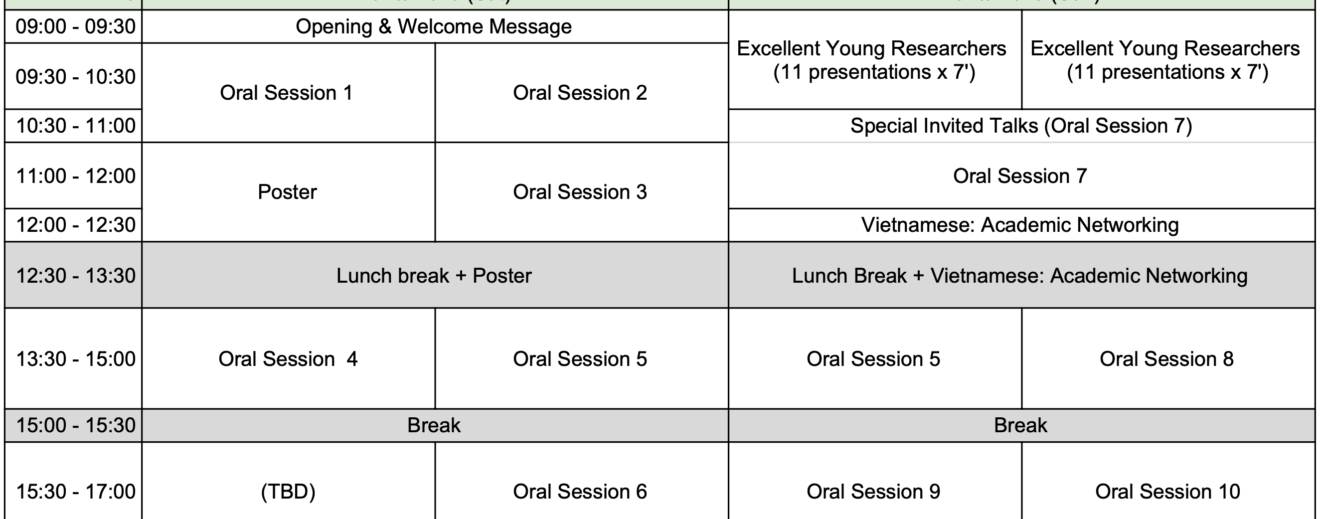 09:00 - 09:30
Opening & Welcome Message
Excellent Young Researchers
(11 presentations x 7')
Excellent Young Researchers
(11 presentations x 7')
09:30 - 10:30
Oral Session 1
Oral Session 2
10:30 - 11:00
Special Invited Talks (Oral Session 7)
11:00 - 12:00
Poster
Oral Session 3
Oral Session 7
12:00 - 12:30
Vietnamese: Academic Networking
12:30 - 13:30
Lunch break + Poster
Lunch Break + Vietnamese: Academic Networking
13:30 - 15:00
Oral Session  4
Oral Session 5
Oral Session 5
Oral Session 8
15:00 - 15:30
Break
Break
15:30 - 17:00
(TBD)
Oral Session 6
Oral Session 9
Oral Session 10